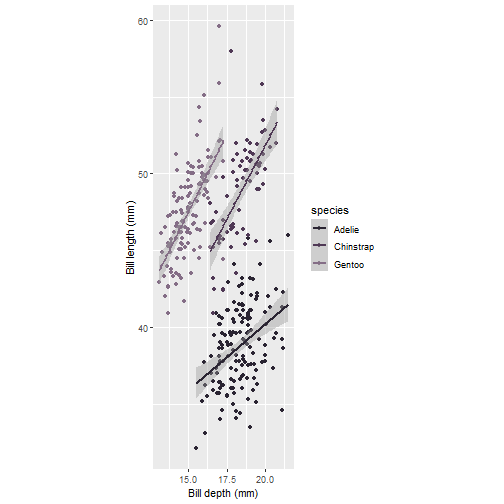 60
50
40
Bill length (mm)
15.0 17.5 20.0
Bill depth (mm)
species
Adelie
Chinstrap
Gentoo